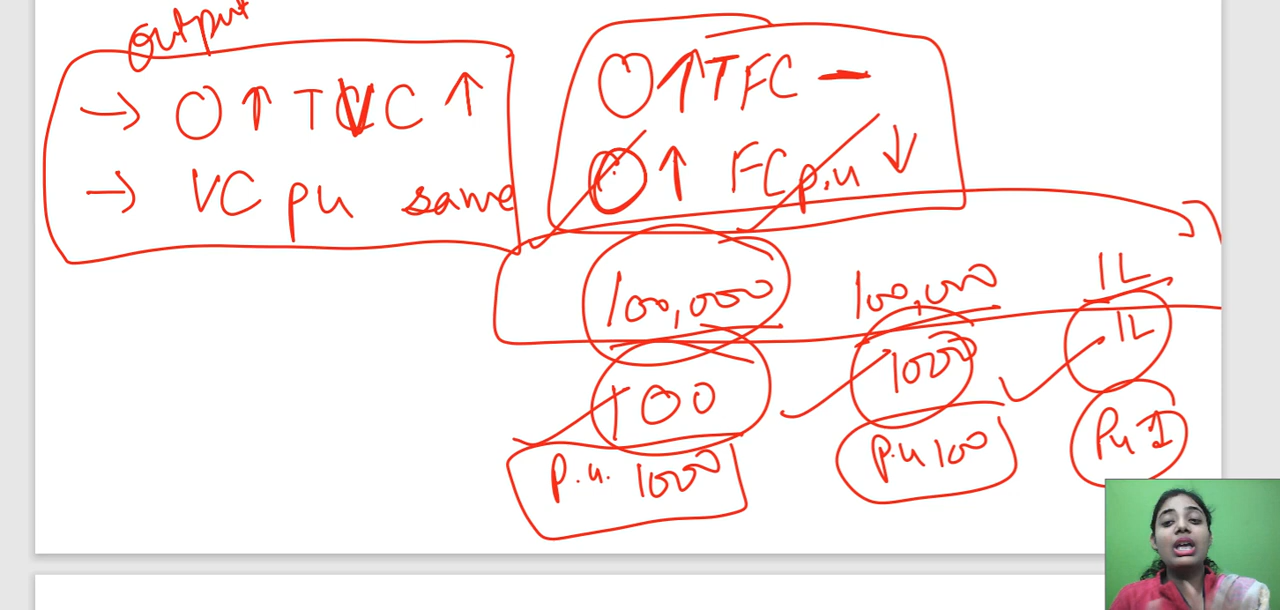 output
→ O ↑ TVC ↑
→ VC pu same
O ↑ TFC -
O ↑ FC p.u ↓
100,000 100,000 1L
100 1000 1L
p.u. 1000 p.u 100 Pu 1